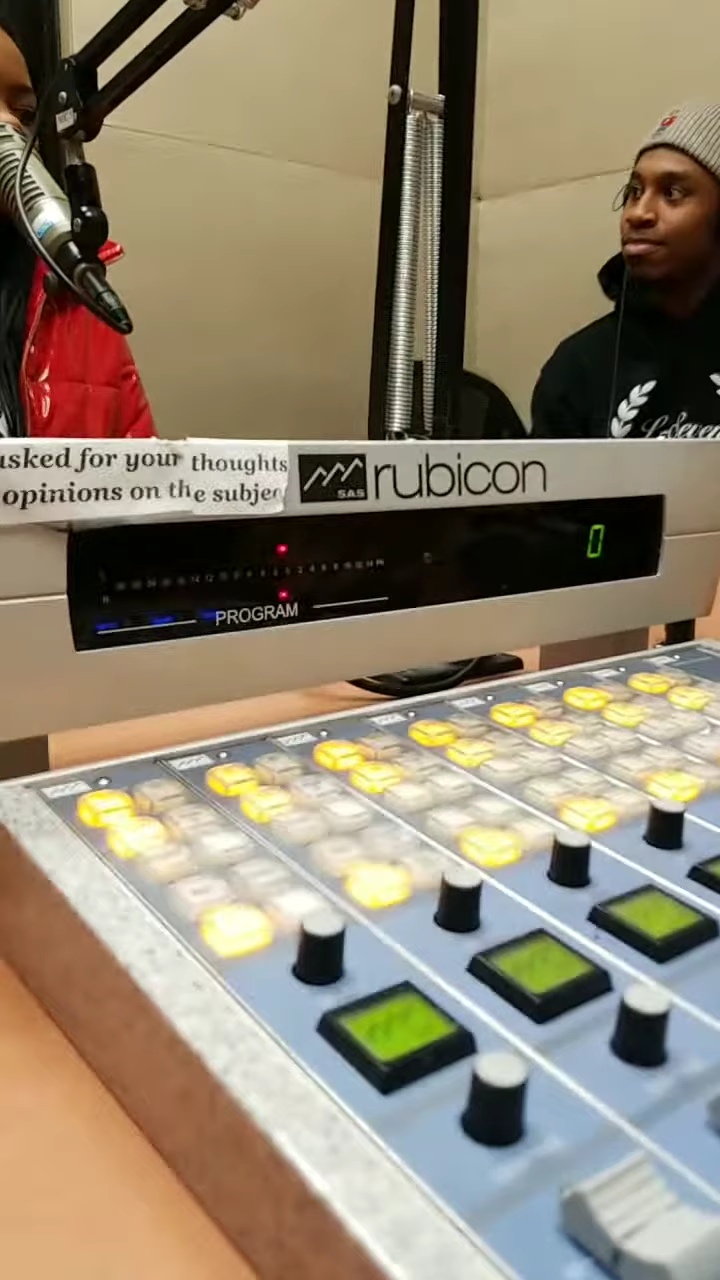 asked for your thoughts
opinions on the subjec
SAS
rubicon
0
PROGRAM